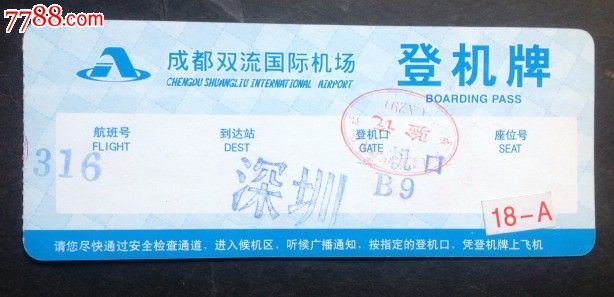 7788.com
成都双流国际机场
CHENGDU SHUANGLIU INTERNATIONAL AIRPORT
登机牌
BOARDING PASS
航班号 到达站 登机口 座位号
FLIGHT DEST GATE SEAT
316 深圳 机口
B9
18-A
验讫
请您尽快通过安全检查通道，进入候机区，听候广播通知，按指定的登机口，凭登机牌上飞机